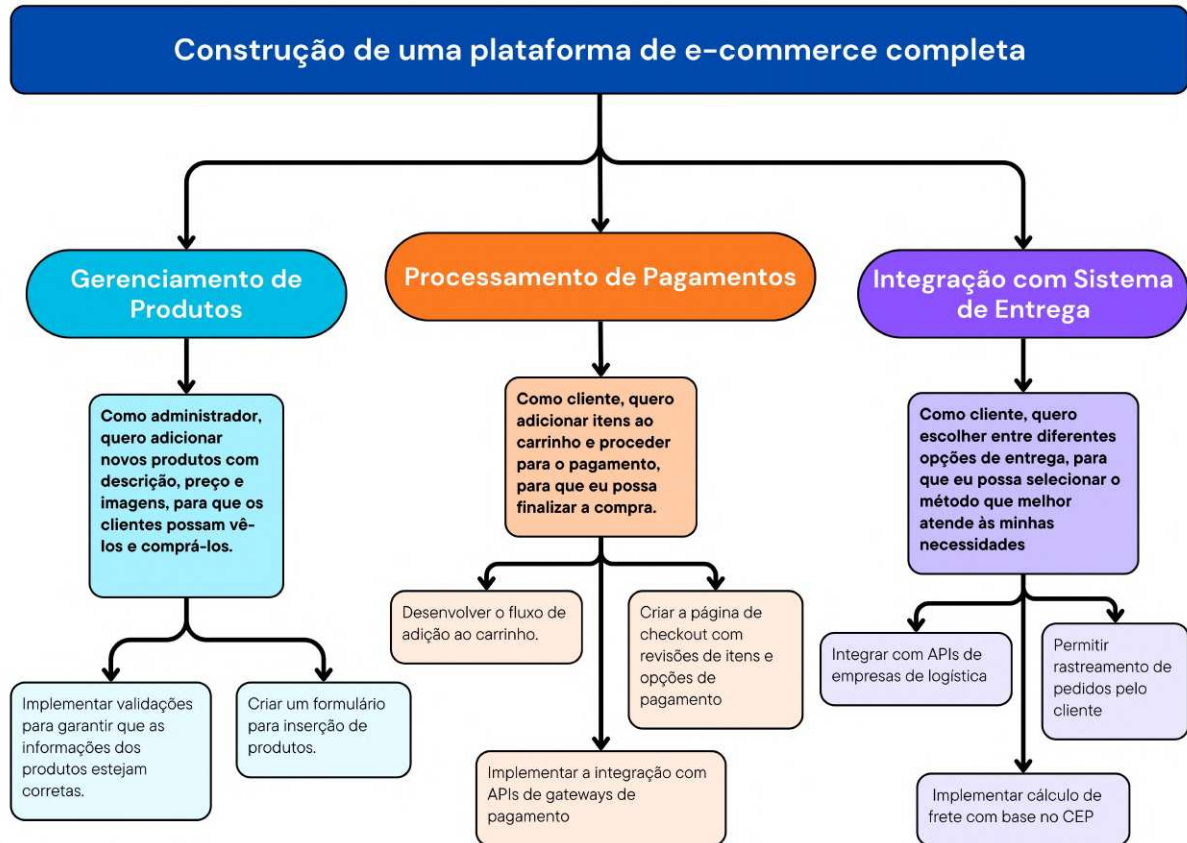 Construção de uma plataforma de e-commerce completa
Gerenciamento de
Produtos
Processamento de Pagamentos
Integração com Sistema
de Entrega
Como administrador,
quero adicionar
novos produtos com
descrição, preço e
imagens, para que os
clientes possam vê-
los e comprá-los.
Como cliente, quero
adicionar itens ao
carrinho e proceder
para o pagamento,
para que eu possa
finalizar a compra.
Como cliente, quero
escolher entre diferentes
opções de entrega, para
que eu possa selecionar o
método que melhor
atende às minhas
necessidades
Implementar validações
para garantir que as
informações dos
produtos estejam
corretas.
Criar um formulário
para inserção de
produtos.
Desenvolver o fluxo de
adição ao carrinho.
Criar a página de
checkout com
revisões de itens e
opções de
pagamento
Implementar a integração com
APIs de gateways de
pagamento
Integrar com APIs de
empresas de logística
Permitir
rastreamento de
pedidos pelo
cliente
Implementar cálculo de
frete com base no CEP